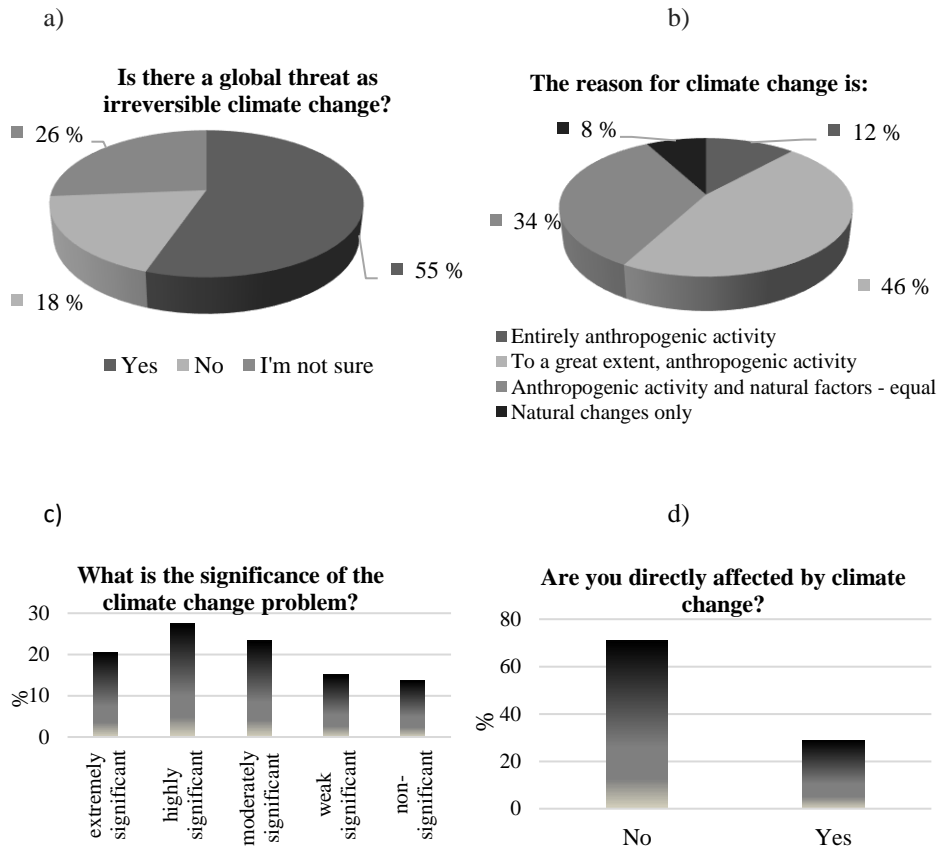 a)
Is there a global threat as
irreversible climate change?
26 %
18 %
55 %
Yes No I'm not sure
b)
The reason for climate change is:
8 %
12 %
34 %
46 %
Entirely anthropogenic activity
To a great extent, anthropogenic activity
Anthropogenic activity and natural factors - equal
Natural changes only
c)
What is the significance of the
climate change problem?
30
20
10
0
%
extremely
significant
highly
significant
moderately
significant
weak
significant
non-
significant
d)
Are you directly affected by climate
change?
80
60
40
20
0
%
No Yes